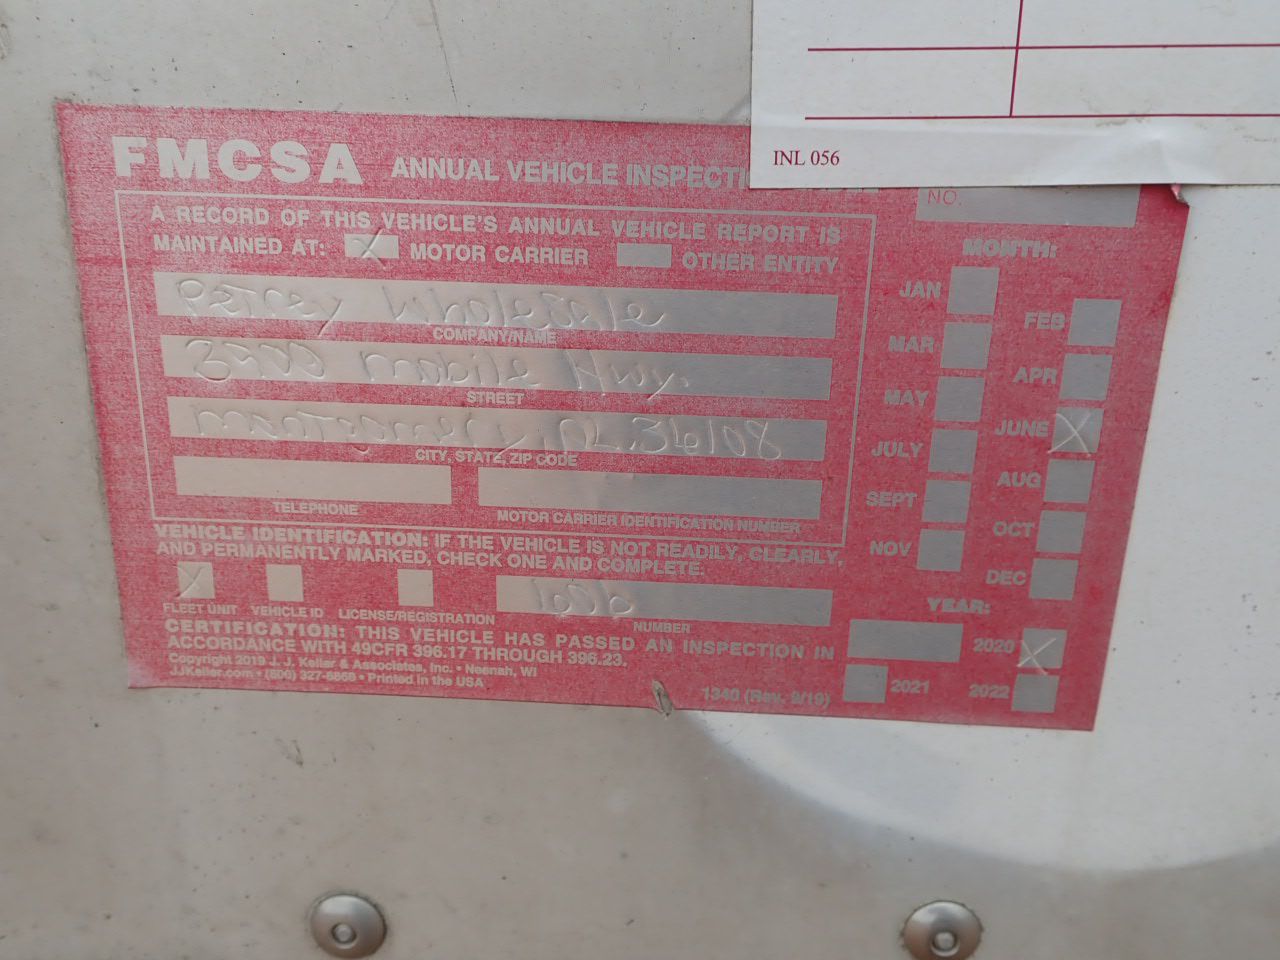 INL 056
FMCSA ANNUAL VEHICLE INSPECTI
NO.
A RECORD OF THIS VEHICLE'S ANNUAL VEHICLE REPORT IS
MAINTAINED AT: X MOTOR CARRIER OTHER ENTITY
Wholesale
COMPANY/NAME
Mobile Hwy.
STREET
Montgomery, AL. 36108
CITY, STATE, ZIP CODE
TELEPHONE
MOTOR CARRIER IDENTIFICATION NUMBER
VEHICLE IDENTIFICATION: IF THE VEHICLE IS NOT READILY, CLEARLY,
AND PERMANENTLY MARKED, CHECK ONE AND COMPLETE.
X
FLEET UNIT VEHICLE ID LICENSE/REGISTRATION
NUMBER
CERTIFICATION: THIS VEHICLE HAS PASSED AN INSPECTION IN
ACCORDANCE WITH 49CFR 396.17 THROUGH 396.23.
Copyright 2019 J. J. Keller & Associates, Inc. • Neenah, WI
JJKeller.com • (800) 327-6868 • Printed in the USA
1340 (Rev. 9/19)
MONTH:
JAN
FEB
MAR
APR
MAY
JUNE X
JULY
AUG
SEPT
OCT
NOV
DEC
YEAR:
2020 X
2021
2022